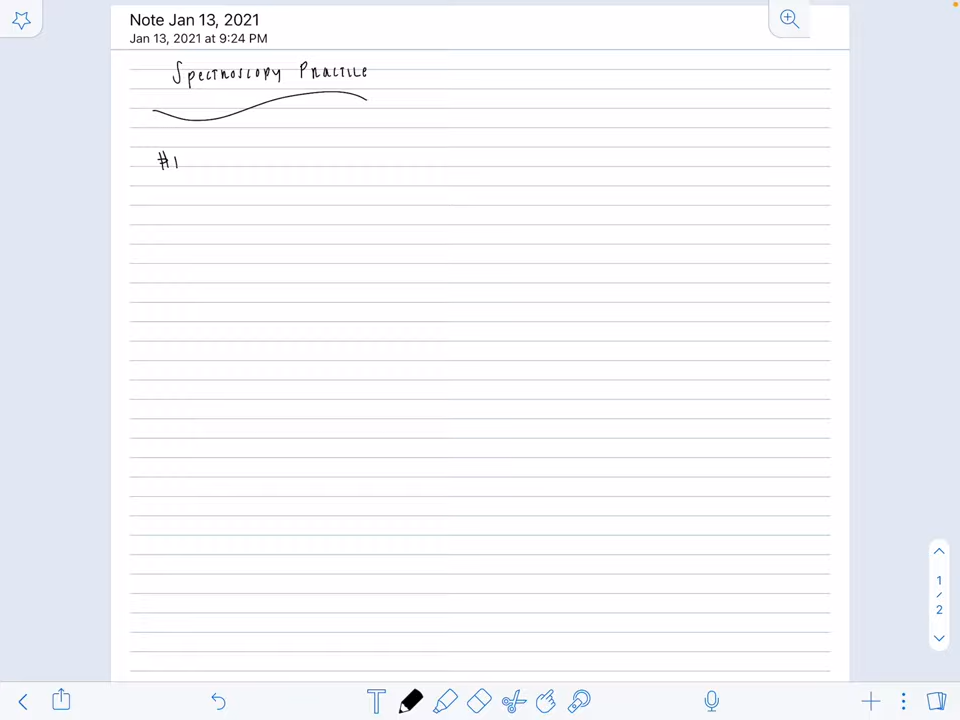 Note Jan 13, 2021
Jan 13, 2021 at 9:24 PM
Spectroscopy Practice
#1
1
/
2
T